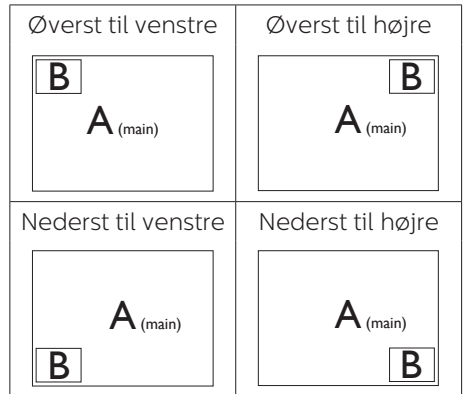 Øverst til venstre
B
A (main)
Øverst til højre
B
A (main)
Nederst til venstre
A (main)
B
Nederst til højre
A (main)
B